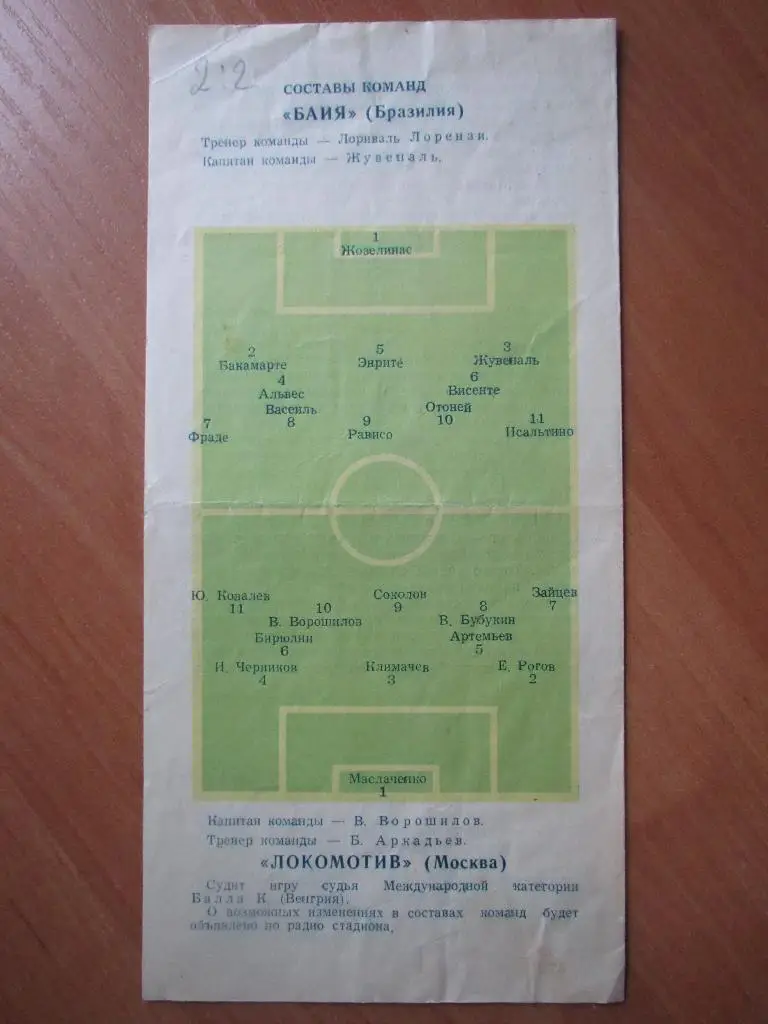 2:2
СОСТАВЫ КОМАНД
«БАИЯ» (Бразилия)
Тренер команды — Лориваль Лоренаи.
Капитан команды — Жувеналь.
1
Жозелинас
2 5 3
Бакамарте Энрите Жувеналь
4 6
Альвес Висенте
Васеиль Отоней
7 8 9 10 11
Фраде Рависо Исальтино
Ю. Ковалев Соколов Зайцев
11 10 9 8 7
В. Ворошилов В. Бубукин
Бирюлин Артемьев
6 5
И. Черников Климачев Е. Рогов
4 3 2
Маслаченко
1
Капитан команды — В. Ворошилов.
Тренер команды — Б. Аркадьев.
«ЛОКОМОТИВ» (Москва)
Судит игру судья Международной категории
Балла К. (Венгрия).
О возможных изменениях в составах команд будет
объявлено по радио стадиона.